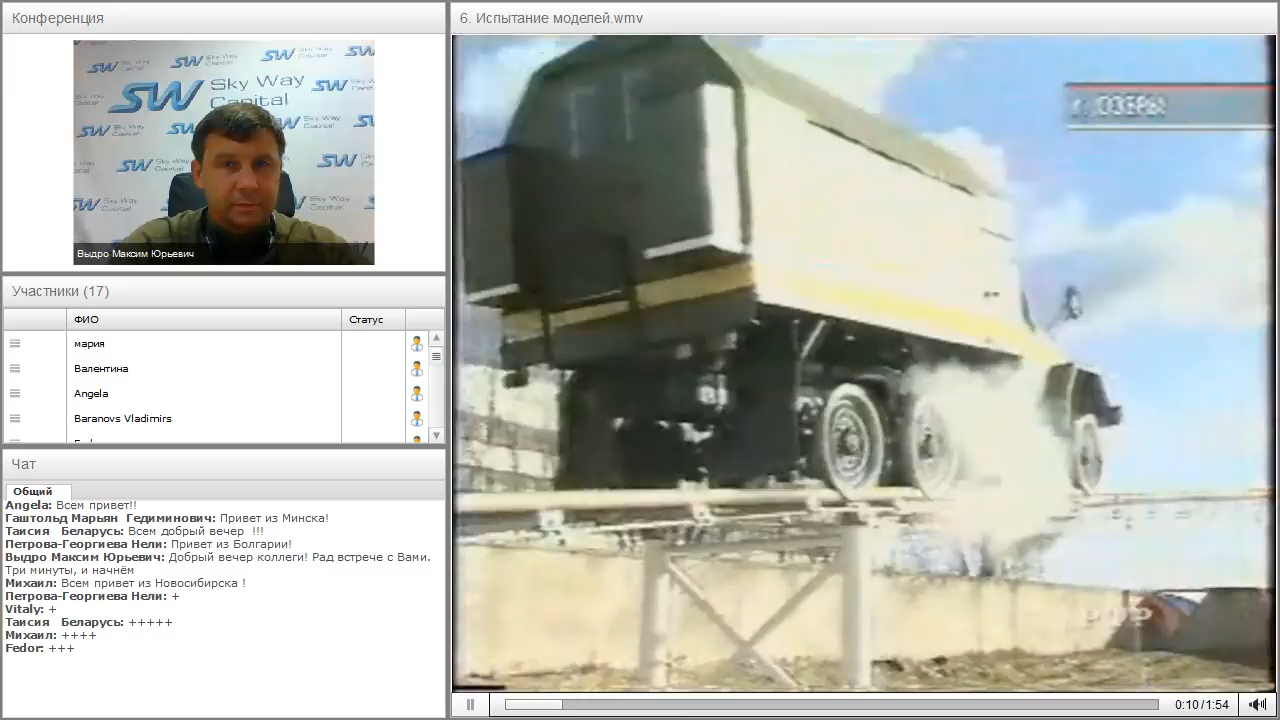 Конференция
SW
Sky Way
Capital
Выдро Максим Юрьевич
Участники (17)
ФИО
Статус
мария
Валентина
Angela
Baranovs Vladimirs
Чат
Общий
Angela: Всем привет!!
Гаштольд Марьян Гедиминович: Привет из Минска!
Таисия Беларусь: Всем добрый вечер !!!
Петрова-Георгиева Нели: Привет из Болгарии!
Выдро Максим Юрьевич: Добрый вечер коллеги! Рад встрече с Вами.
Три минуты, и начнём
Михаил: Всем привет из Новосибирска !
Петрова-Георгиева Нели: +
Vitaly: +
Таисия Беларусь: +++++
Михаил: ++++
Fedor: +++
6. Испытание моделей.wmv
г. ОЗЕРЫ
0:10/1:54